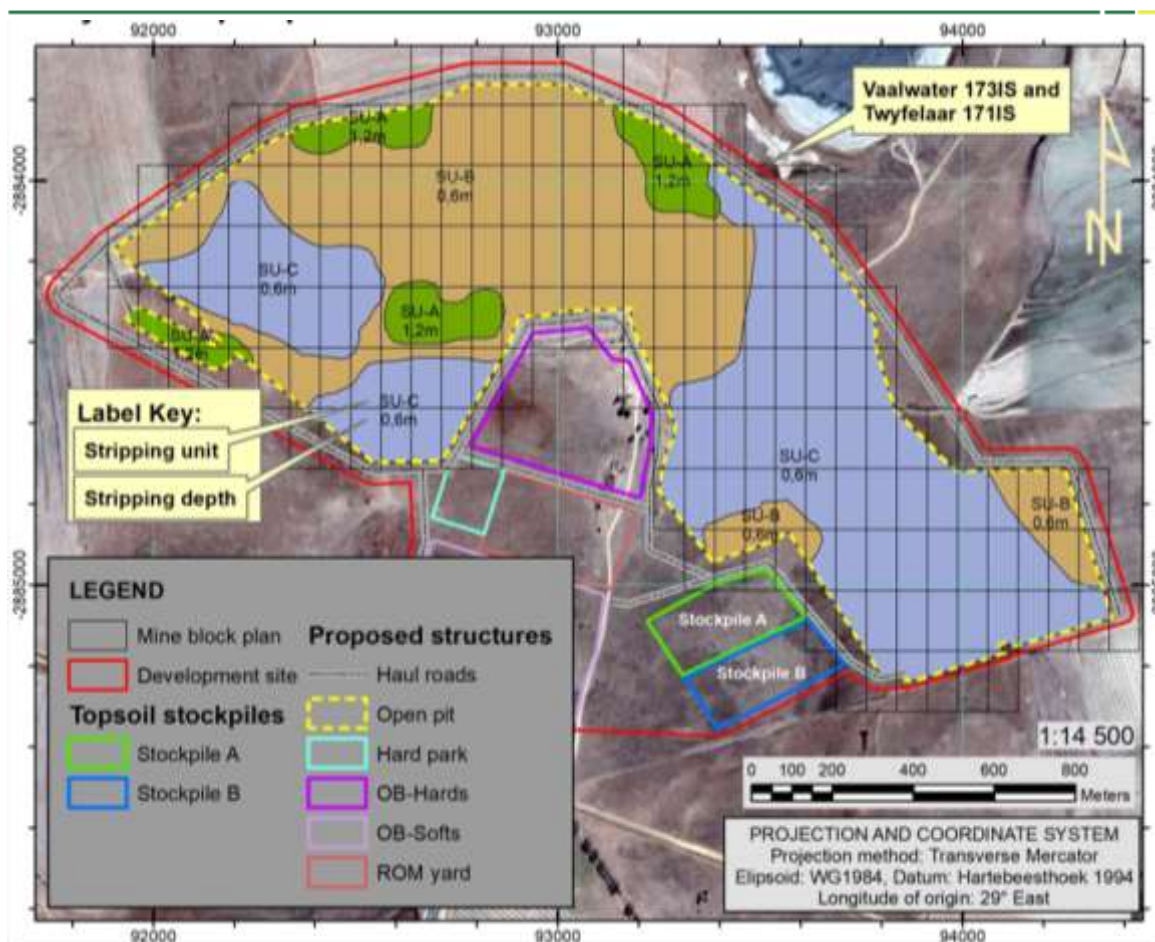 92000
93000
94000
Vaalwater 173IS and
Twyfelaar 171IS
-2884000
SU-A
1,2m
SU-A
1,2m
SU-B
0,6m
SU-C
0,6m
SU-A
1,2m
SU-A
1,2m
N
Label Key:
Stripping unit
Stripping depth
SU-C
0,6m
SU-C
0,6m
SU-B
0,6m
SU-B
0,6m
-2885000
Stockpile A
Stockpile B
LEGEND
Mine block plan
Development site
Topsoil stockpiles
Stockpile A
Stockpile B
Proposed structures
Haul roads
Open pit
Hard park
OB-Hards
OB-Softs
ROM yard
1:14 500
0 100 200 400 600 800
Meters
PROJECTION AND COORDINATE SYSTEM
Projection method: Transverse Mercator
Elipsoid: WG1984, Datum: Hartebeesthoek 1994
Longitude of origin: 29° East
92000
93000
94000